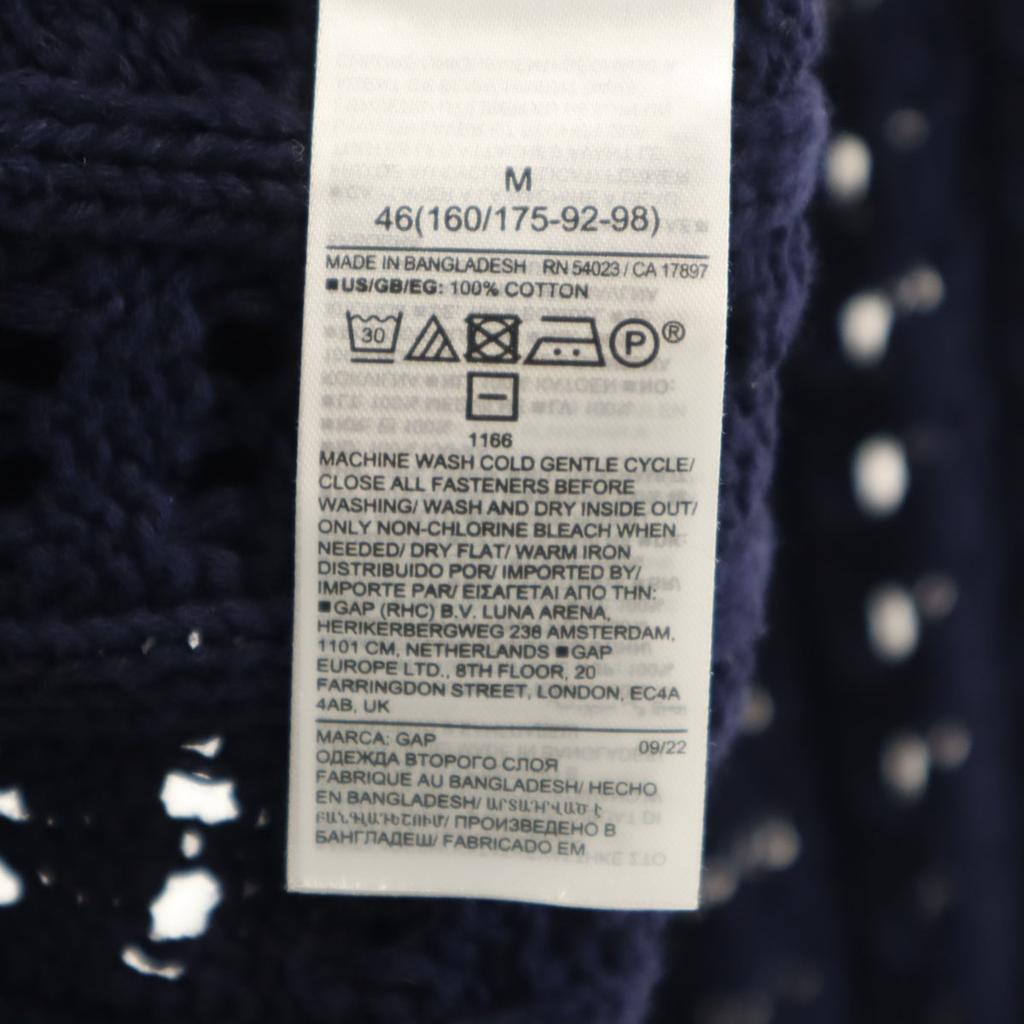 M
46(160/175-92-98)
MADE IN BANGLADESH RN 54023 / CA 17897
■US/GB/EG: 100% COTTON
30 P ®
1166
MACHINE WASH COLD GENTLE CYCLE/
CLOSE ALL FASTENERS BEFORE
WASHING/ WASH AND DRY INSIDE OUT/
ONLY NON-CHLORINE BLEACH WHEN
NEEDED/ DRY FLAT/ WARM IRON
DISTRIBUIDO POR/ IMPORTED BY/
IMPORTE PAR/ ΕΙΣΑΓΕΤΑΙ ΑΠΟ ΤΗΝ:
■GAP (RHC) B.V. LUNA ARENA,
HERIKERBERGWEG 238 AMSTERDAM,
1101 CM, NETHERLANDS ■GAP
EUROPE LTD., 8TH FLOOR, 20
FARRINGDON STREET, LONDON, EC4A
4AB, UK
MARCA: GAP 09/22
ОДЕЖДА ВТОРОГО СЛОЯ
FABRIQUE AU BANGLADESH/ HECHO
EN BANGLADESH/ ԱՐՏԱԴՐՎԱԾ Է
ԲԱՆԳԼԱԴԵՇՈՒՄ/ ПРОИЗВЕДЕНО В
БАНГЛАДЕШ/ FABRICADO EM